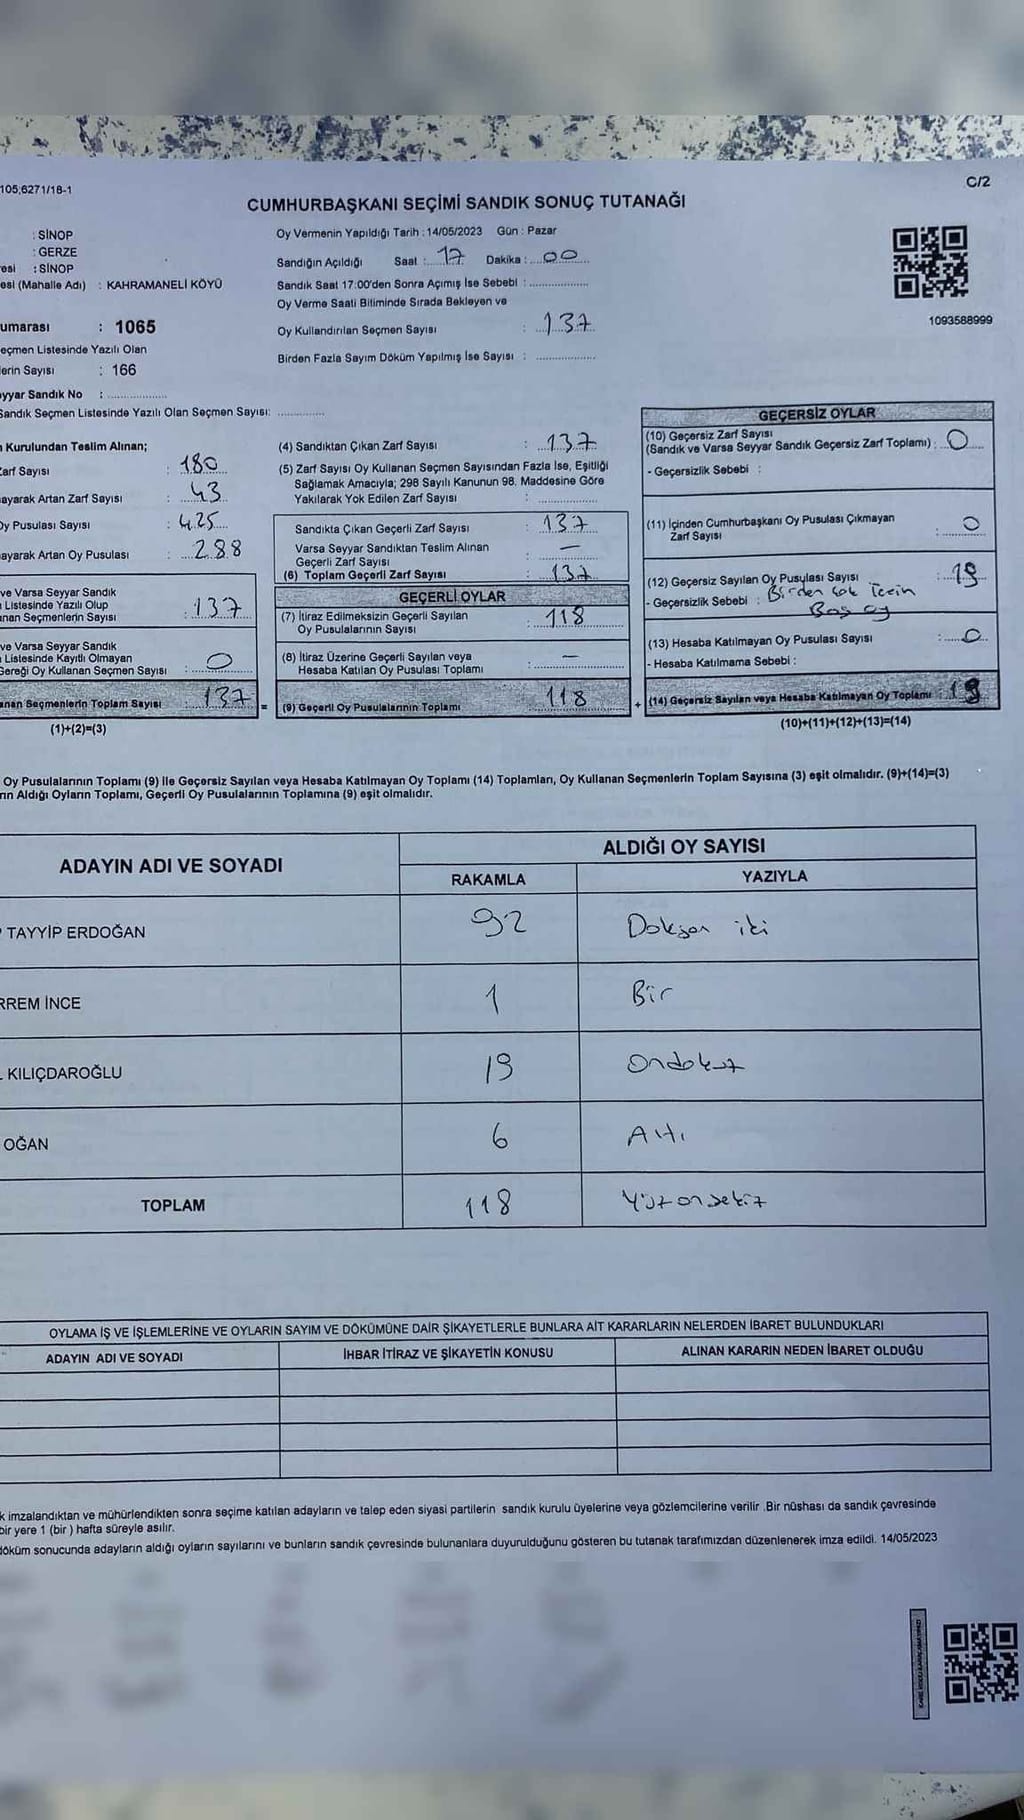 105,6271/18-1
C/2
CUMHURBAŞKANI SEÇİMİ SANDIK SONUÇ TUTANAĞI
: SİNOP
: GERZE
: SİNOP
esi (Mahalle Adı) : KAHRAMANELİ KÖYÜ
umarası : 1065
eçmen Listesinde Yazılı Olan
lerin Sayısı : 166
yyar Sandık No : ..................
Sandık Seçmen Listesinde Yazılı Olan Seçmen Sayısı: ..............
Oy Vermenin Yapıldığı Tarih : 14/05/2023 Gün : Pazar
Sandığın Açıldığı Saat : 17 Dakika : 00
Sandık Saat 17.00'den Sonra Açımış İse Sebebi : ..................
Oy Verme Saati Bitiminde Sırada Bekleyen ve
Oy Kullandırılan Seçmen Sayısı : 137
Birden Fazla Sayım Döküm Yapılmış İse Sayısı : ..................
1093588999
Kurulundan Teslim Alınan;
Zarf Sayısı : 180
ayarak Artan Zarf Sayısı : 43
Oy Pusulası Sayısı : 425
ayarak Artan Oy Pusulası : 288
ve Varsa Seyyar Sandık
Listesinde Yazılı Olup
nan Seçmenlerin Sayısı : 137
ve Varsa Seyyar Sandık
Listesinde Kayıtlı Olmayan
Gereği Oy Kullanan Seçmen Sayısı : 0
anan Seçmenlerin Toplam Sayısı : 137
(1)+(2)=(3)
(4) Sandıktan Çıkan Zarf Sayısı : 137
(5) Zarf Sayısı Oy Kullanan Seçmen Sayısından Fazla İse, Eşitliği
Sağlamak Amacıyla; 298 Sayılı Kanunun 98. Maddesine Göre
Yakılarak Yok Edilen Zarf Sayısı : ..................
Sandıkta Çıkan Geçerli Zarf Sayısı : 137
Varsa Seyyar Sandıktan Teslim Alınan
Geçerli Zarf Sayısı : —
(6) Toplam Geçerli Zarf Sayısı : 137
GEÇERLİ OYLAR
(7) İtiraz Edilmeksizin Geçerli Sayılan
Oy Pusulalarının Sayısı : 118
(8) İtiraz Üzerine Geçerli Sayılan veya
Hesaba Katılan Oy Pusulası Toplamı : —
= (9) Geçerli Oy Pusulalarının Toplamı 118
GEÇERSİZ OYLAR
(10) Geçersiz Zarf Sayısı
(Sandık ve Varsa Seyyar Sandık Geçersiz Zarf Toplamı) : 0
- Geçersizlik Sebebi :
(11) İçinden Cumhurbaşkanı Oy Pusulası Çıkmayan
Zarf Sayısı : 0
(12) Geçersiz Sayılan Oy Pusulası Sayısı : 19
- Geçersizlik Sebebi : Birden çok
Boş oy
(13) Hesaba Katılmayan Oy Pusulası Sayısı : 0
- Hesaba Katılmama Sebebi :
+ (14) Geçersiz Sayılan veya Hesaba Katılmayan Oy Toplamı : 19
(10)+(11)+(12)+(13)=(14)
Oy Pusulalarının Toplamı (9) ile Geçersiz Sayılan veya Hesaba Katılmayan Oy Toplamı (14) Toplamları, Oy Kullanan Seçmenlerin Toplam Sayısına (3) eşit olmalıdır. (9)+(14)=(3)
rın Aldığı Oyların Toplamı, Geçerli Oy Pusulalarının Toplamına (9) eşit olmalıdır.
ADAYIN ADI VE SOYADI ALDIĞI OY SAYISI
RAKAMLA YAZIYLA
TAYYİP ERDOĞAN 92 Doksan iki
RREM İNCE 1 Bir
KILIÇDAROĞLU 19 Ondokuz
OĞAN 6 Altı
TOPLAM 118 Yüzonsekiz
OYLAMA İŞ VE İŞLEMLERİNE VE OYLARIN SAYIM VE DÖKÜMÜNE DAİR ŞİKAYETLERLE BUNLARA AİT KARARLARIN NELERDEN İBARET BULUNDUKLARI
ADAYIN ADI VE SOYADI İHBAR İTİRAZ VE ŞİKAYETİN KONUSU ALINAN KARARIN NEDEN İBARET OLDUĞU
k imzalandıktan ve mühürlendikten sonra seçime katılan adayların ve talep eden siyasi partilerin sandık kurulu üyelerine veya gözlemcilerine verilir .Bir nüshası da sandık çevresinde
bir yere 1 (bir ) hafta süreyle asılır.
döküm sonucunda adayların aldığı oyların sayılarını ve bunların sandık çevresinde bulunanlara duyurulduğunu gösteren bu tutanak tarafımızdan düzenlenerek imza edildi. 14/05/2023